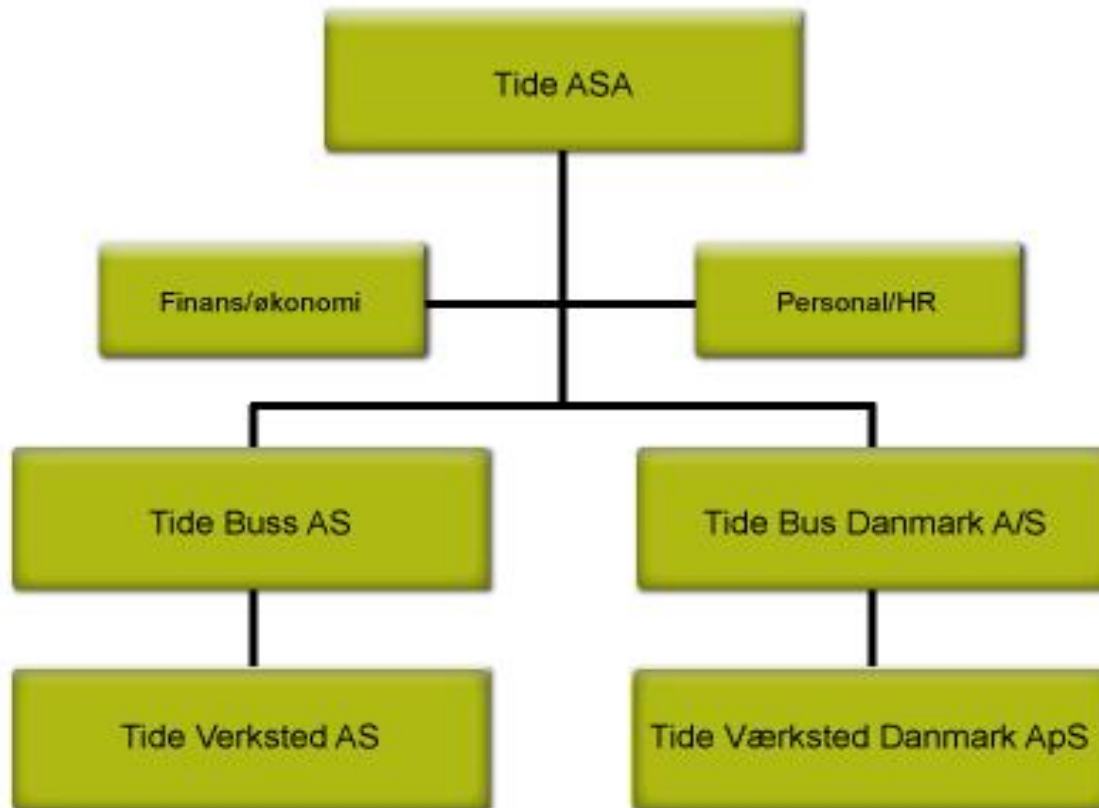 Tide ASA
Finans/økonomi
Personal/HR
Tide Buss AS
Tide Bus Danmark A/S
Tide Verksted AS
Tide Værksted Danmark ApS